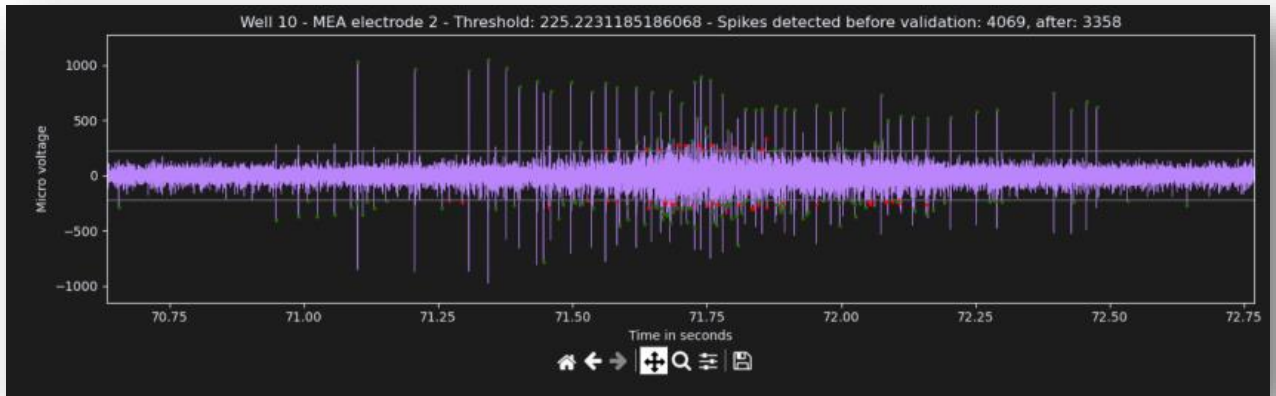 Well 10 - MEA electrode 2 - Threshold: 225.2231185186068 - Spikes detected before validation: 4069, after: 3358
1000
500
0
−500
−1000
Micro voltage
70.75 71.00 71.25 71.50 71.75 72.00 72.25 72.50 72.75
Time in seconds